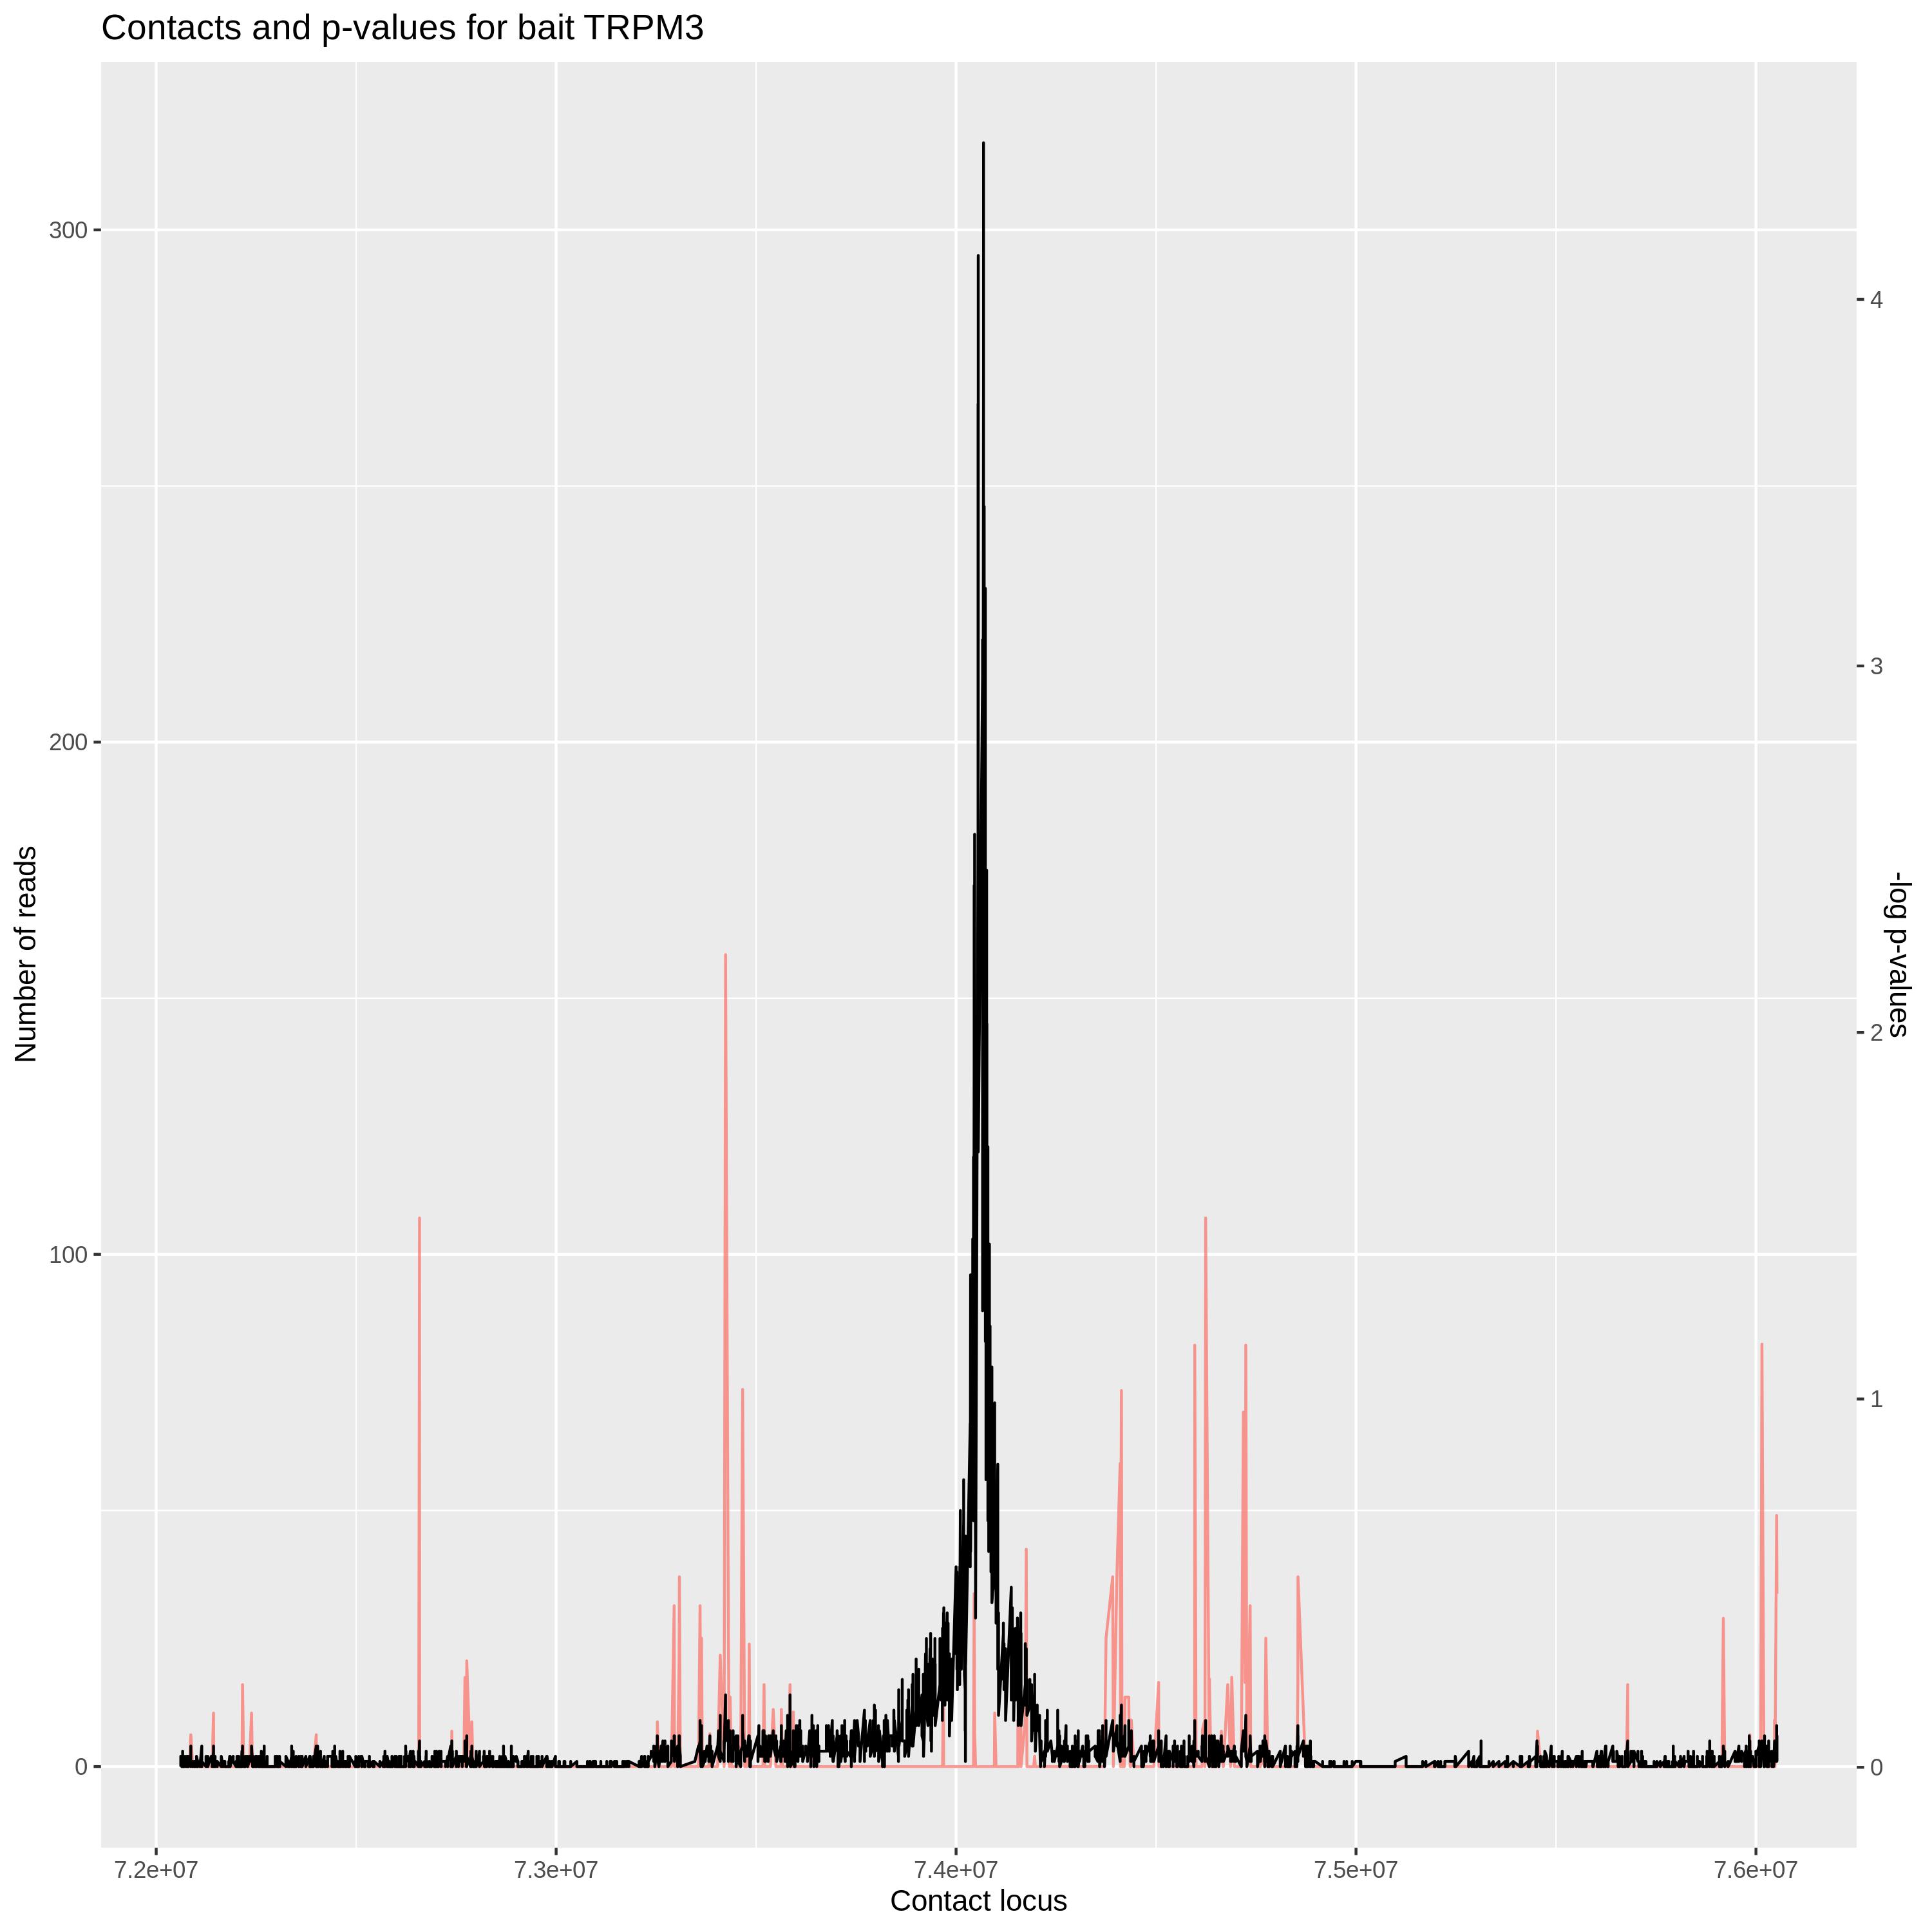 Contacts and p-values for bait TRPM3
300
200
100
0
4
3
2
1
0
Number of reads
-log p-values
7.2e+07 7.3e+07 7.4e+07 7.5e+07 7.6e+07
Contact locus